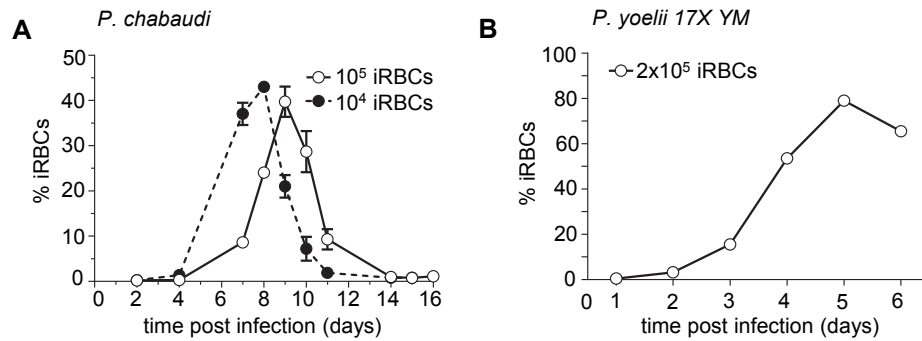 A
P. chabaudi
50
40
30
20
10
0
% iRBCs
10⁵ iRBCs
10⁴ iRBCs
0 2 4 6 8 10 12 14 16
time post infection (days)
B
P. yoelii 17X YM
100
80
60
40
20
0
% iRBCs
2x10⁵ iRBCs
0 1 2 3 4 5 6
time post infection (days)